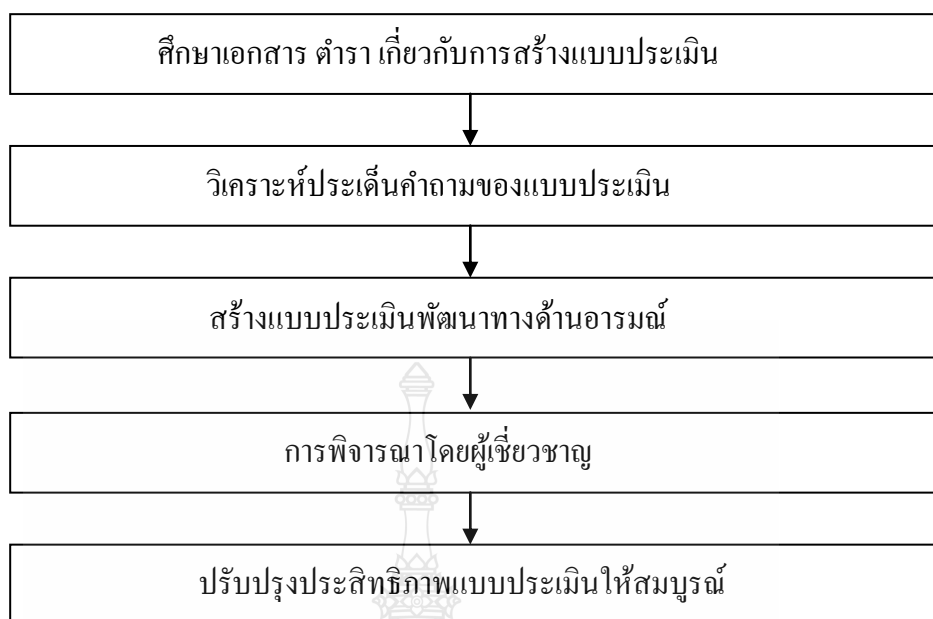 ศึกษาเอกสาร ตำรา เกี่ยวกับการสร้างแบบประเมิน
วิเคราะห์ประเด็นคำถามของแบบประเมิน
สร้างแบบประเมินพัฒนาทางด้านอารมณ์
การพิจารณาโดยผู้เชี่ยวชาญ
ปรับปรุงประสิทธิภาพแบบประเมินให้สมบูรณ์